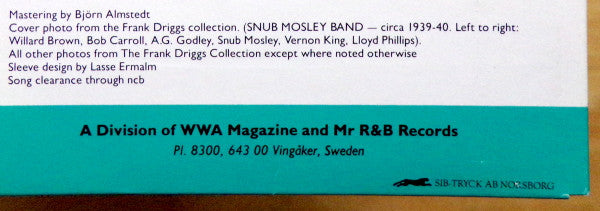 Mastering by Björn Almstedt
Cover photo from the Frank Driggs collection. (SNUB MOSLEY BAND — circa 1939-40. Left to right:
Willard Brown, Bob Carroll, A.G. Godley, Snub Mosley, Vernon King, Lloyd Phillips).
All other photos from The Frank Driggs Collection except where noted otherwise
Sleeve design by Lasse Ermalm
Song clearance through ncb
A Division of WWA Magazine and Mr R&B Records
Pl. 8300, 643 00 Vingåker, Sweden
SIB-TRYCK AB NORSBORG